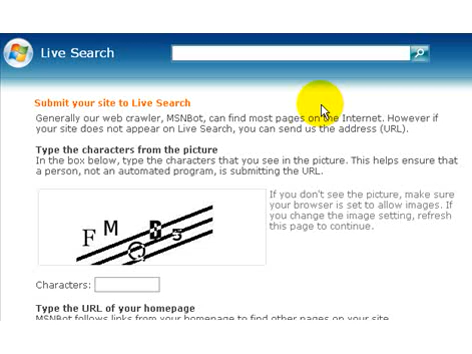 Live Search
Submit your site to Live Search
Generally our web crawler, MSNBot, can find most pages on the Internet. However if
your site does not appear on Live Search, you can send us the address (URL).
Type the characters from the picture
In the box below, type the characters that you see in the picture. This helps ensure that
a person, not an automated program, is submitting the URL.
If you don't see the picture, make sure
your browser is set to allow images. If
you change the image setting, refresh
this page to continue.
F M
Characters:
Type the URL of your homepage
MSNBot follows links from your homepage to find other pages on your site.